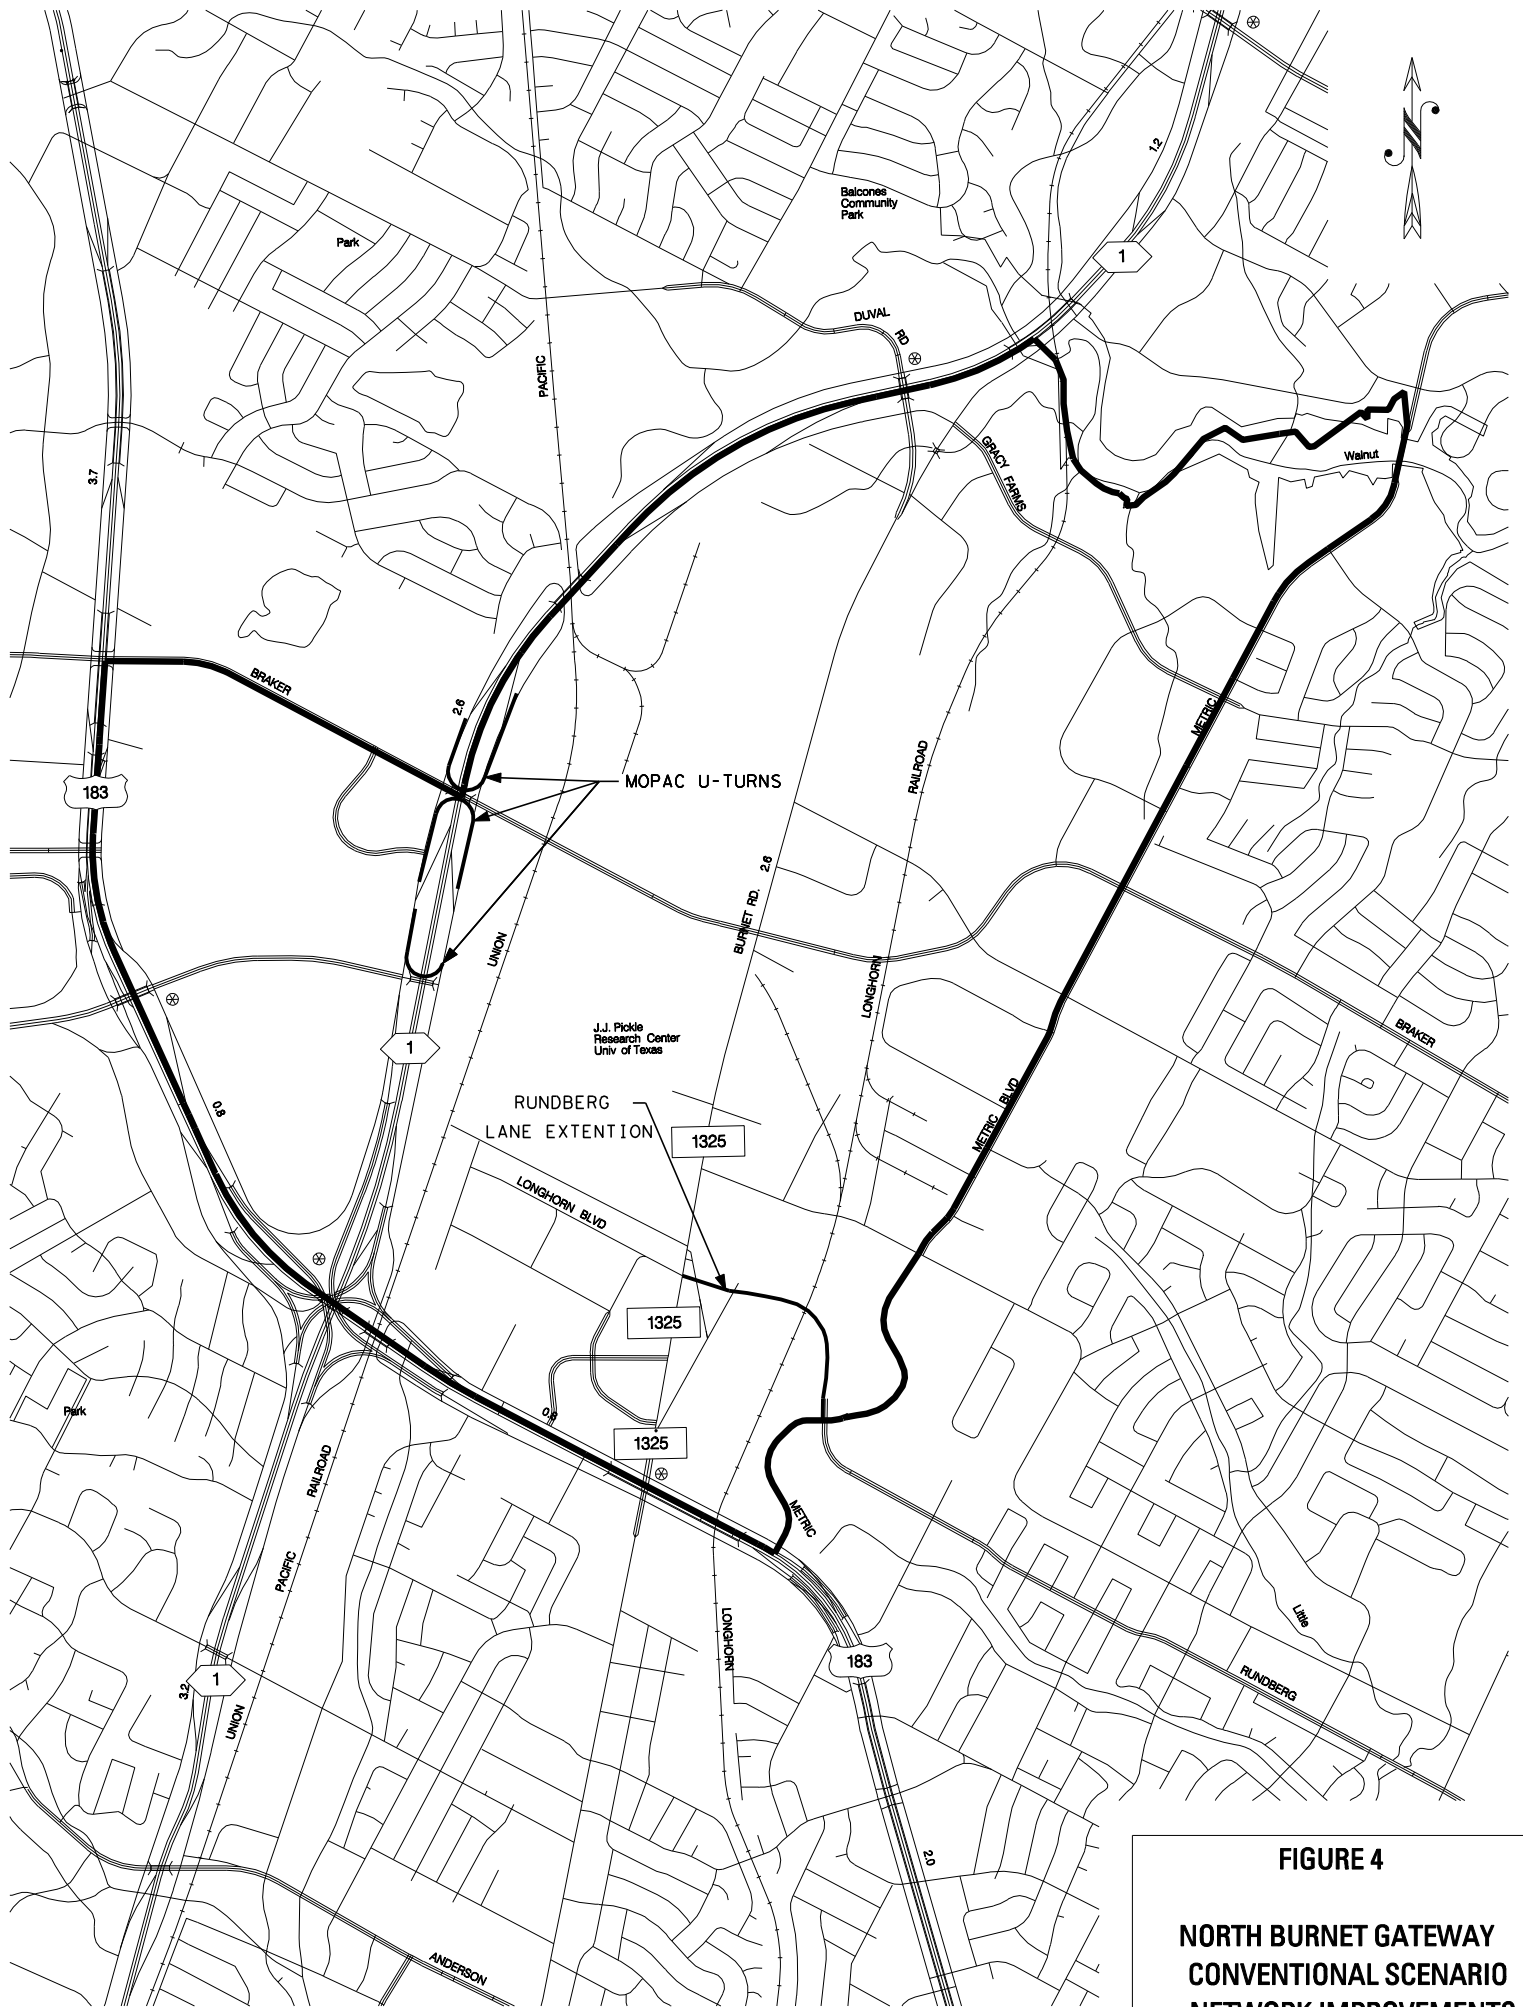 1.2
Balcones
Community
Park
Park
1
DUVAL
RD
PACIFIC
GRACY FARMS
Walnut
3.7
BRAKER
2.6
METRIC
RAILROAD
183
MOPAC U-TURNS
2.6
BURNET RD.
UNION
LONGHORN
J.J. Pickle
Research Center
Univ of Texas
BRAKER
1
METRIC BLVD
0.8
RUNDBERG
LANE EXTENTION
1325
LONGHORN BLVD
1325
Park
0.8
1325
RAILROAD
METRIC
PACIFIC
LONGHORN
Little
183
RUNDBERG
1
3.2
UNION
2.0
ANDERSON
FIGURE 4
NORTH BURNET GATEWAY
CONVENTIONAL SCENARIO
NETWORK IMPROVEMENTS